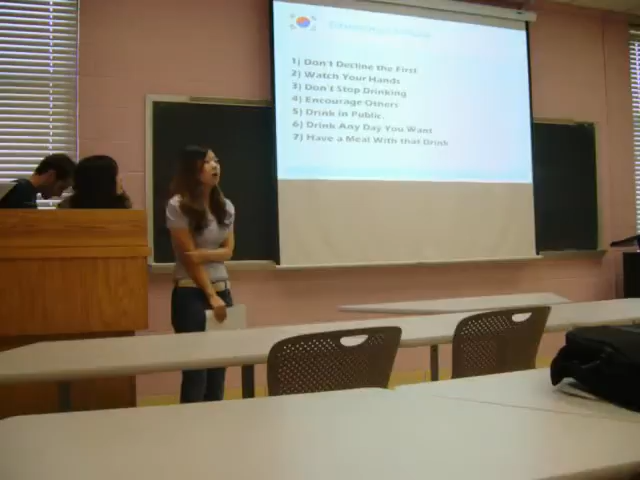 1) Don't Decline the First
2) Watch Your Hands
3) Don't Stop Drinking
4) Encourage Others
5) Drink in Public.
6) Drink Any Day You Want
7) Have a Meal With that Drink